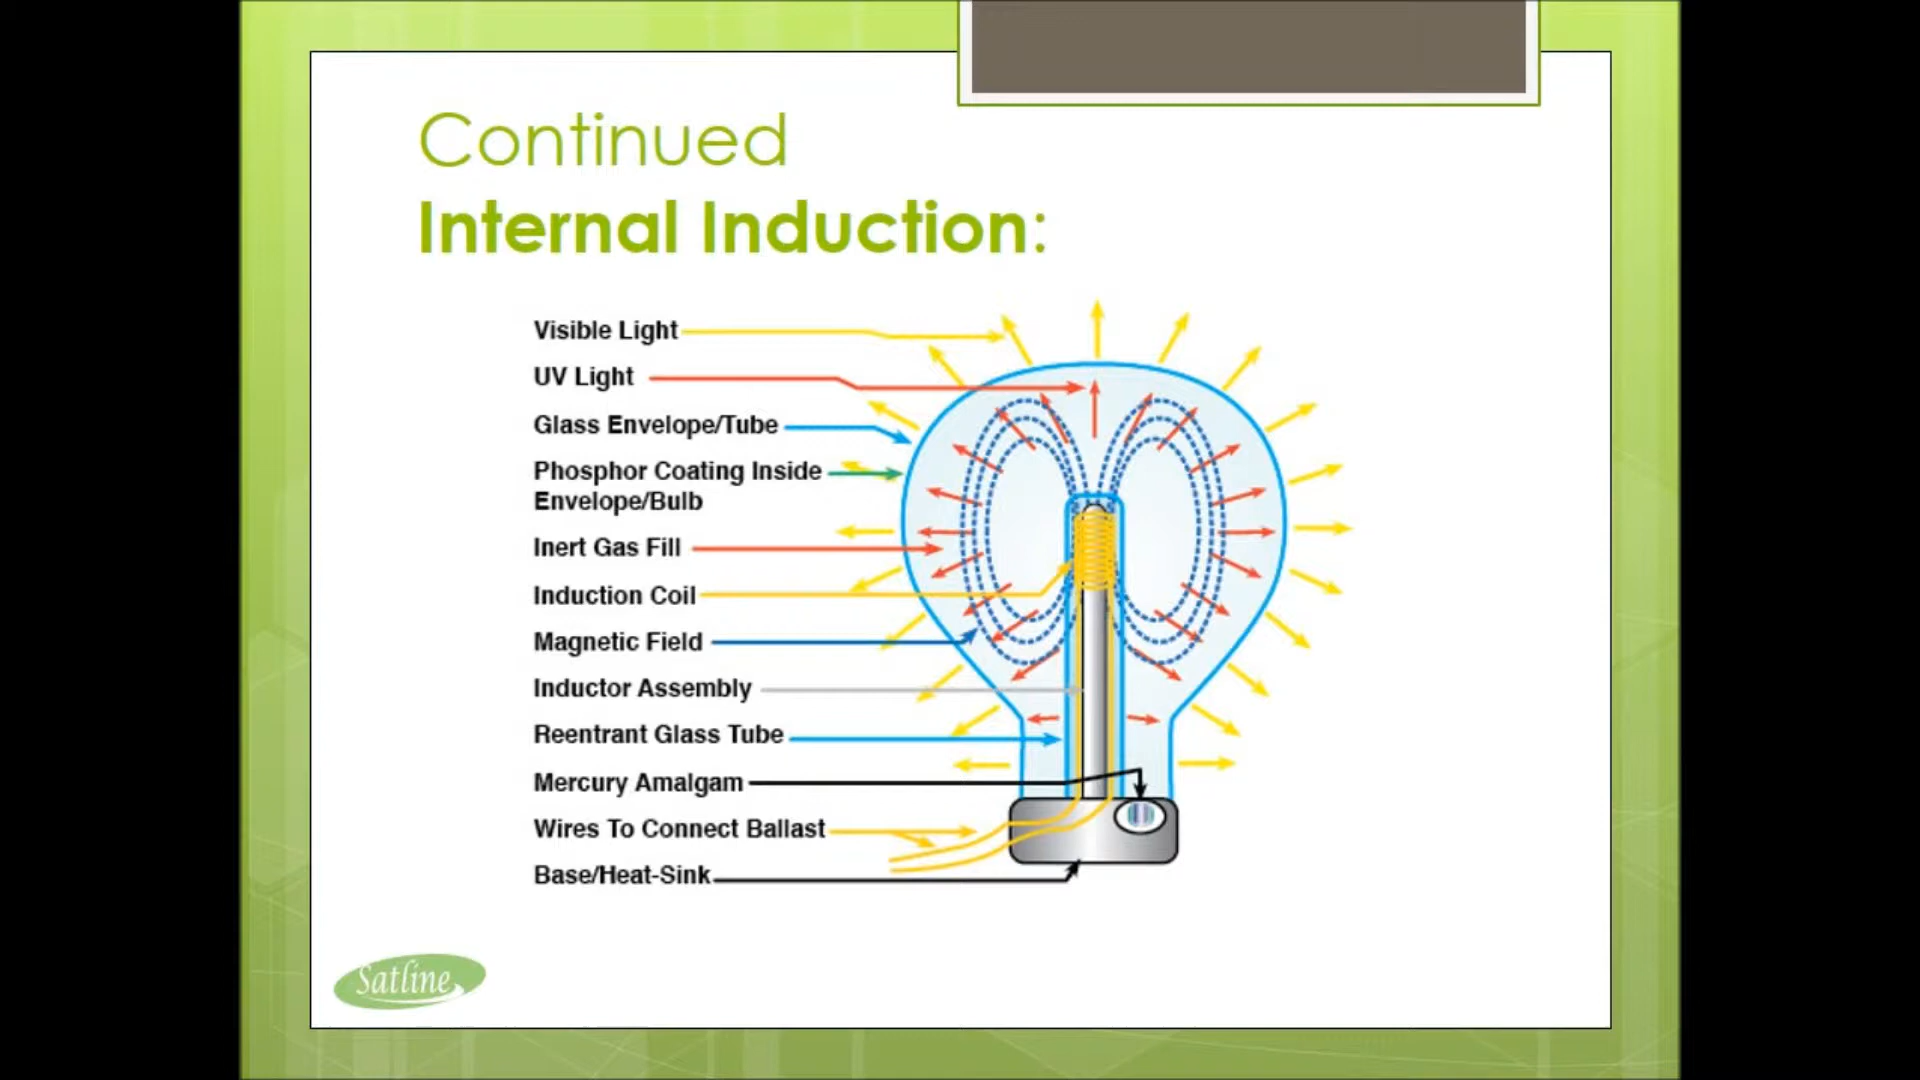 Continued
Internal Induction:
Visible Light
UV Light
Glass Envelope/Tube
Phosphor Coating Inside
Envelope/Bulb
Inert Gas Fill
Induction Coil
Magnetic Field
Inductor Assembly
Reentrant Glass Tube
Mercury Amalgam
Wires To Connect Ballast
Base/Heat-Sink
Satline